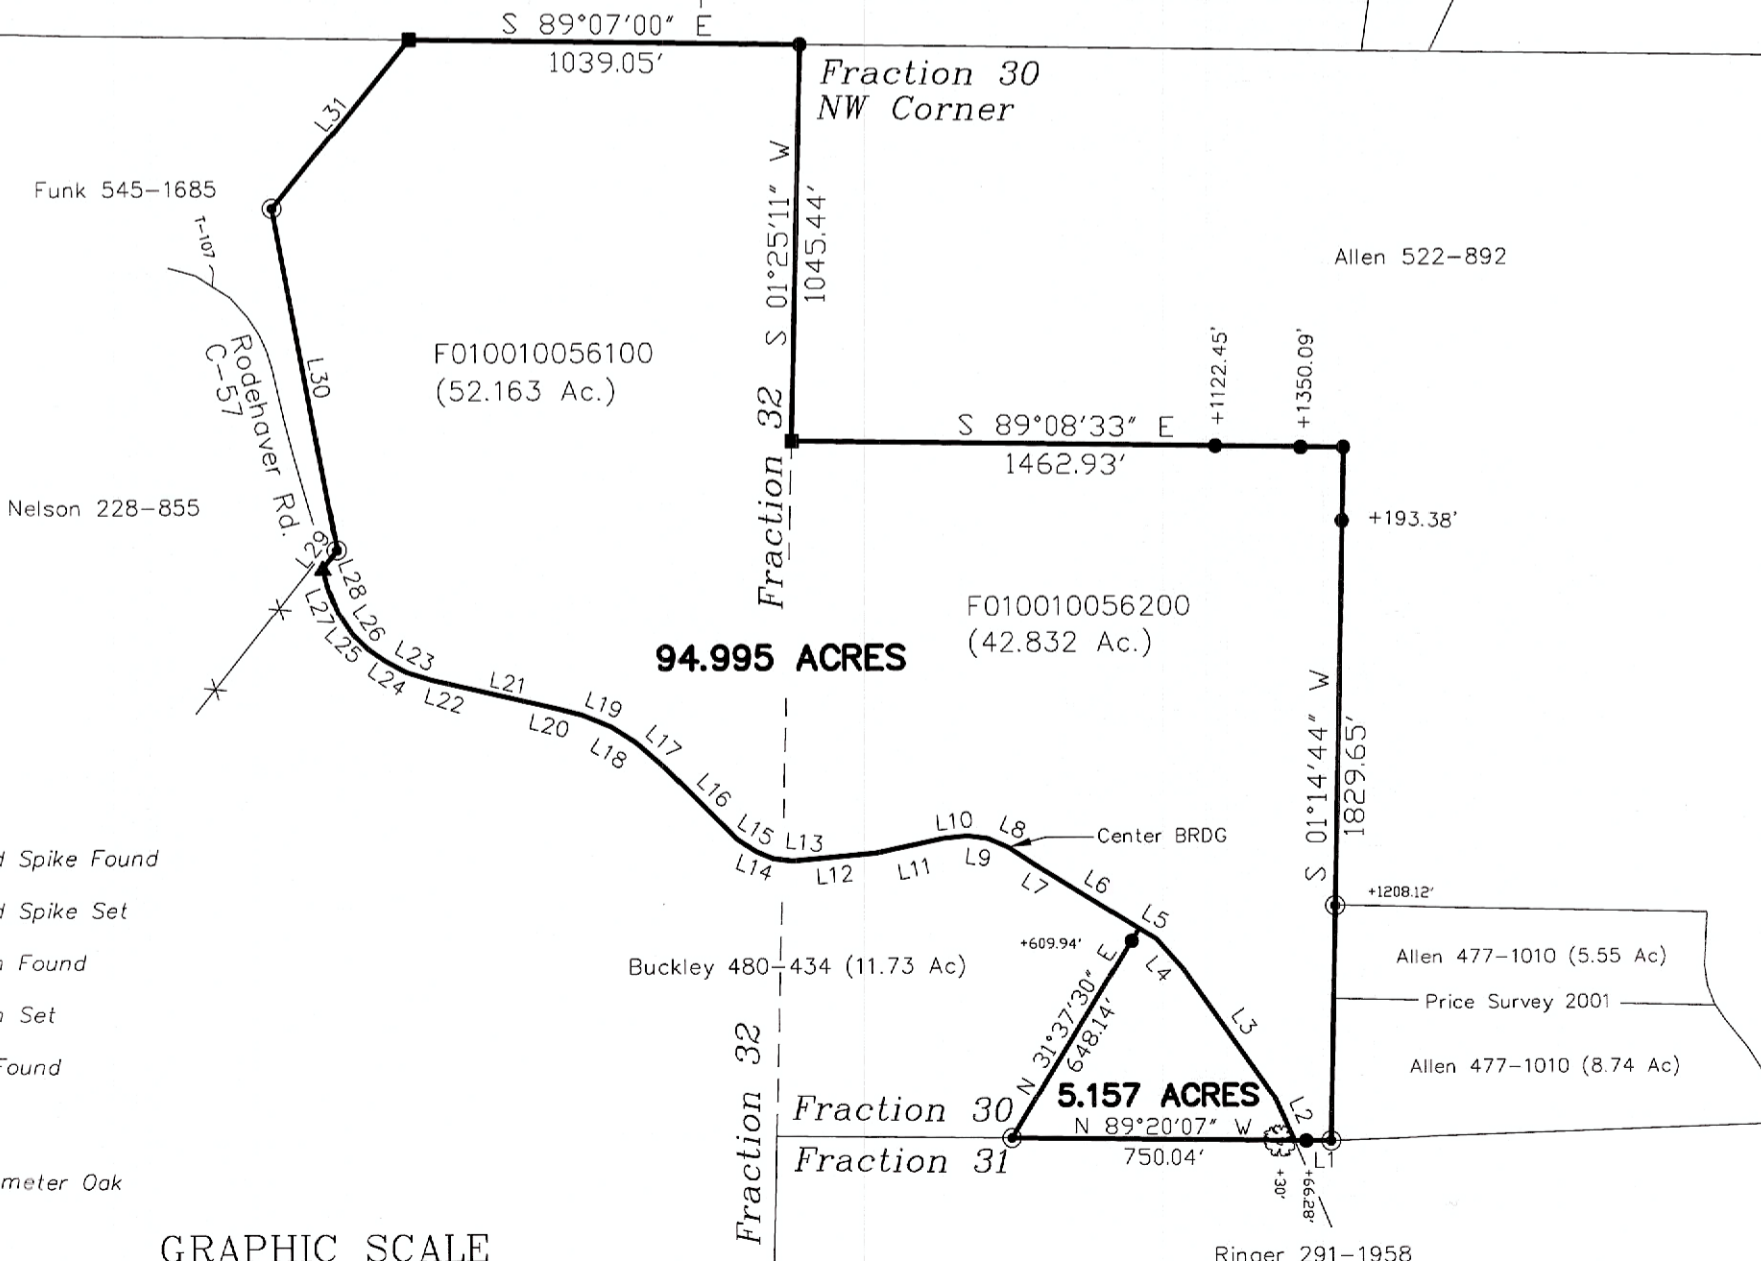 S 89°07'00" E
1039.05'
Fraction 30
NW Corner
L31
Funk 545-1685
T-107
S 01°25'11" W
1045.44'
Allen 522-892
Rodehaver Rd.
C-57
L30
F010010056100
(52.163 Ac.)
Fraction 32
S 89°08'33" E
1462.93'
+1122.45'
+1350.09'
Nelson 228-855
+193.38'
L29
L28
L27
L26
L25
L24
L23
L22
L21
L20
L19
L18
L17
L16
L15
L14
L13
L12
L11
L10
L9
L8
L7
L6
L5
L4
L3
L2
L1
F010010056200
(42.832 Ac.)
94.995 ACRES
S 01°14'44" W
1829.65'
Center BRDG
Spike Found
Spike Set
Found
Set
Found
meter Oak
+1208.12'
+609.94'
Buckley 480-434 (11.73 Ac)
Allen 477-1010 (5.55 Ac)
Price Survey 2001
Allen 477-1010 (8.74 Ac)
N 31°37'30" E
648.14'
5.157 ACRES
N 89°20'07" W
750.04'
Fraction 30
Fraction 31
Fraction 32
+30'
+66.28'
GRAPHIC SCALE
Ringer 291-1958